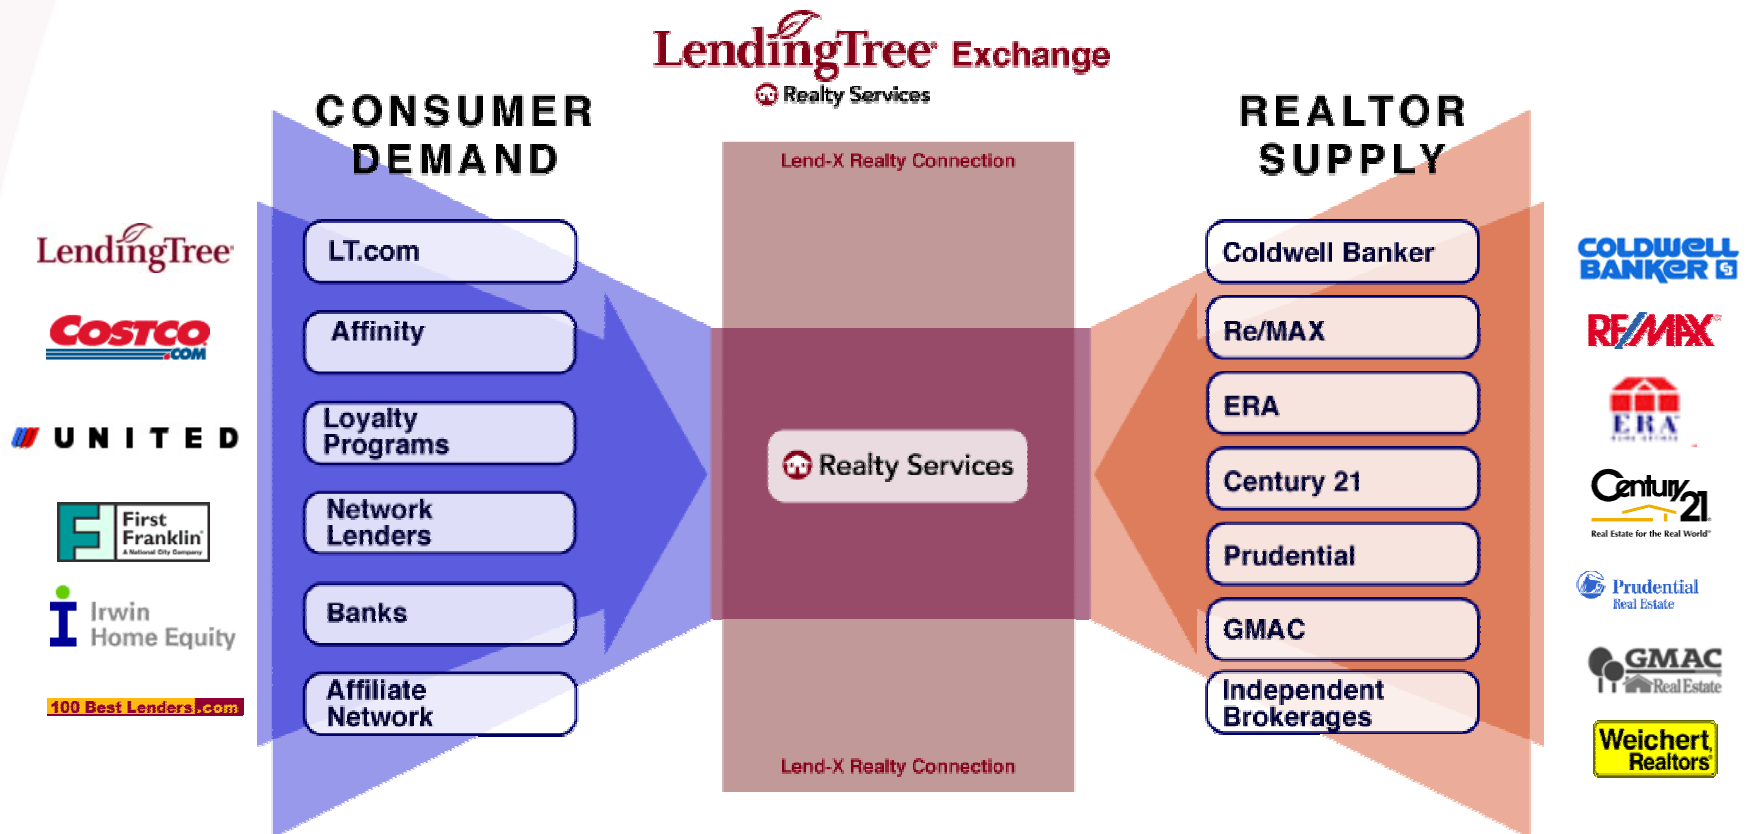 LendingTree® Exchange
Realty Services
CONSUMER
DEMAND
REALTOR
SUPPLY
Lend-X Realty Connection
LendingTree®
COSTCO
.COM
UNITED
First
Franklin®
A National City Company
Irwin
Home Equity
100 Best Lenders.com
LT.com
Affinity
Loyalty
Programs
Network
Lenders
Banks
Affiliate
Network
Realty Services
Coldwell Banker
Re/MAX
ERA
Century 21
Prudential
GMAC
Independent
Brokerages
COLDWELL
BANKER
RE/MAX
ERA
Century 21
Real Estate for the Real World
Prudential
Real Estate
GMAC
Real Estate
Weichert,
Realtors®
Lend-X Realty Connection